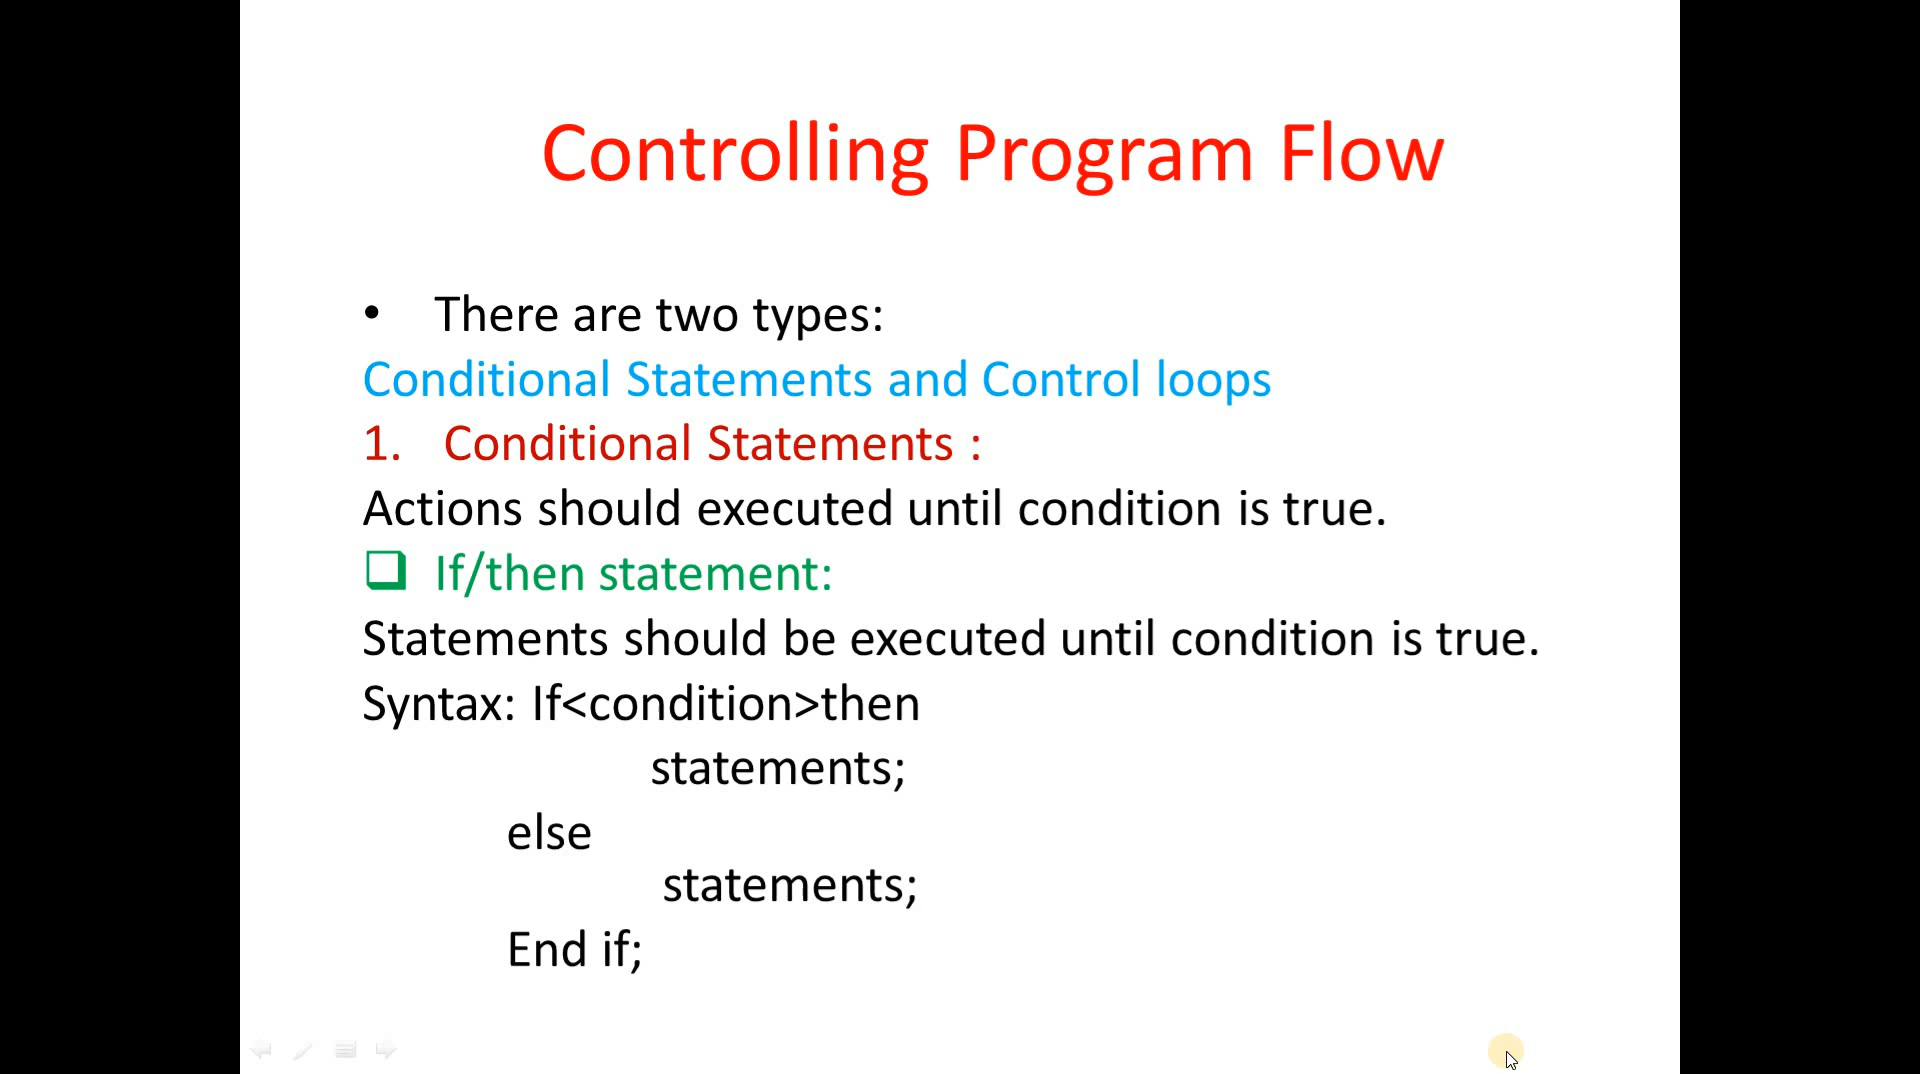 Controlling Program Flow
• There are two types:
Conditional Statements and Control loops
1. Conditional Statements :
Actions should executed until condition is true.
❑ If/then statement:
Statements should be executed until condition is true.
Syntax: If<condition>then
statements;
else
statements;
End if;